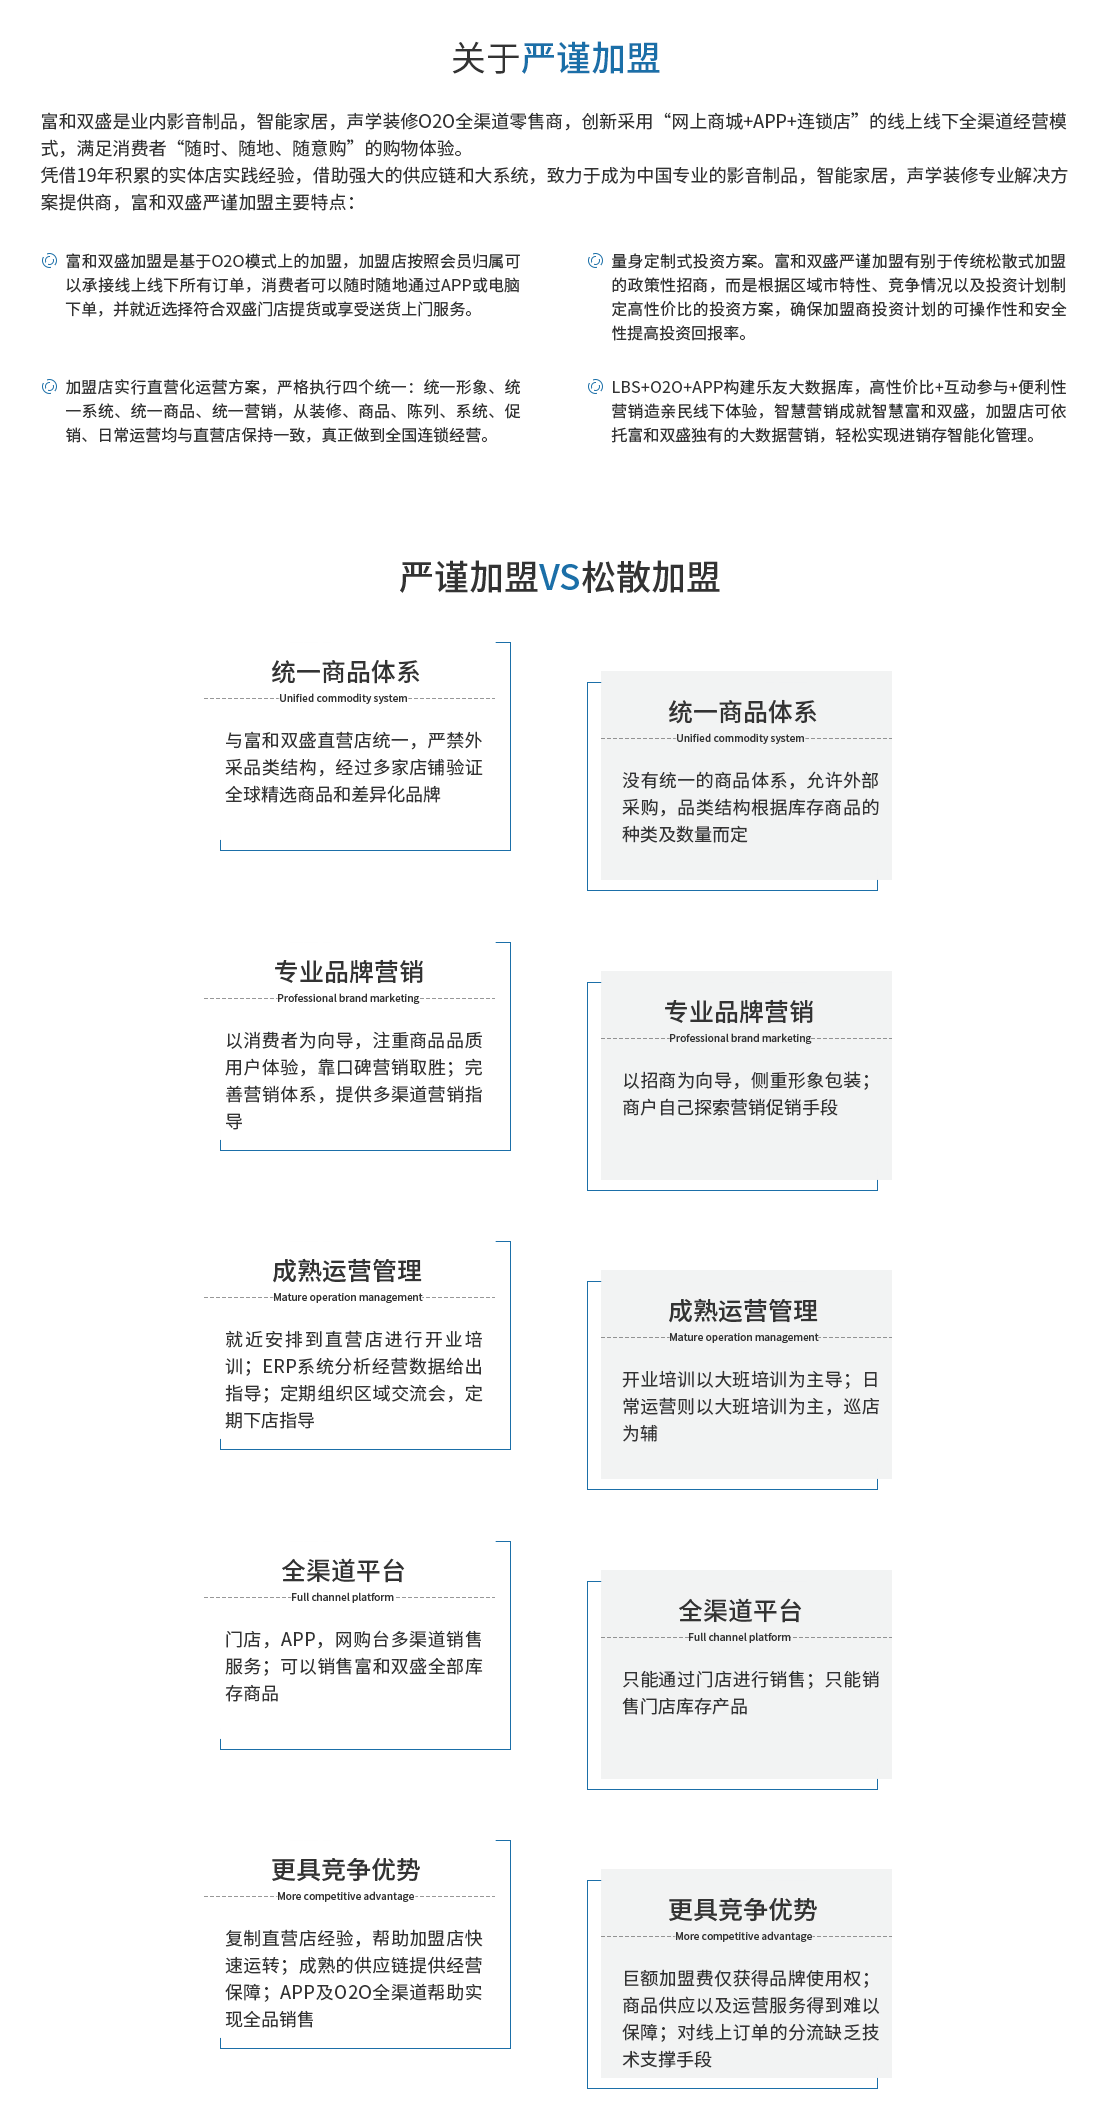 关于严谨加盟
富和双盛是业内影音制品，智能家居，声学装修O2O全渠道零售商，创新采用“网上商城+APP+连锁店”的线上线下全渠道经营模
式，满足消费者“随时、随地、随意购”的购物体验。
凭借19年积累的实体店实践经验，借助强大的供应链和大系统，致力于成为中国专业的影音制品，智能家居，声学装修专业解决方
案提供商，富和双盛严谨加盟主要特点：
富和双盛加盟是基于O2O模式上的加盟，加盟店按照会员归属可
以承接线上线下所有订单，消费者可以随时随地通过APP或电脑
下单，并就近选择符合双盛门店提货或享受送货上门服务。
量身定制式投资方案。富和双盛严谨加盟有别于传统松散式加盟
的政策性招商，而是根据区域市特性、竞争情况以及投资计划制
定高性价比的投资方案，确保加盟商投资计划的可操作性和安全
性提高投资回报率。
加盟店实行直营化运营方案，严格执行四个统一：统一形象、统
一系统、统一商品、统一营销，从装修、商品、陈列、系统、促
销、日常运营均与直营店保持一致，真正做到全国连锁经营。
LBS+O2O+APP构建乐友大数据库，高性价比+互动参与+便利性
营销造亲民线下体验，智慧营销成就智慧富和双盛，加盟店可依
托富和双盛独有的大数据营销，轻松实现进销存智能化管理。
严谨加盟VS松散加盟
统一商品体系
Unified commodity system
与富和双盛直营店统一，严禁外
采品类结构，经过多家店铺验证
全球精选商品和差异化品牌
统一商品体系
Unified commodity system
没有统一的商品体系，允许外部
采购，品类结构根据库存商品的
种类及数量而定
专业品牌营销
Professional brand marketing
以消费者为向导，注重商品品质
用户体验，靠口碑营销取胜；完
善营销体系，提供多渠道营销指
导
专业品牌营销
Professional brand marketing
以招商为向导，侧重形象包装；
商户自己探索营销促销手段
成熟运营管理
Mature operation management
就近安排到直营店进行开业培
训；ERP系统分析经营数据给出
指导；定期组织区域交流会，定
期下店指导
成熟运营管理
Mature operation management
开业培训以大班培训为主导；日
常运营则以大班培训为主，巡店
为辅
全渠道平台
Full channel platform
门店，APP，网购台多渠道销售
服务；可以销售富和双盛全部库
存商品
全渠道平台
Full channel platform
只能通过门店进行销售；只能销
售门店库存产品
更具竞争优势
More competitive advantage
复制直营店经验，帮助加盟店快
速运转；成熟的供应链提供经营
保障；APP及O2O全渠道帮助实
现全品销售
更具竞争优势
More competitive advantage
巨额加盟费仅获得品牌使用权；
商品供应以及运营服务得到难以
保障；对线上订单的分流缺乏技
术支撑手段